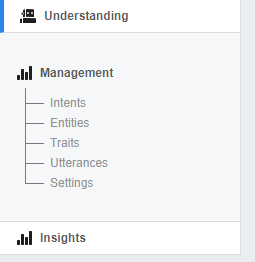 Understanding
Management
Intents
Entities
Traits
Utterances
Settings
Insights